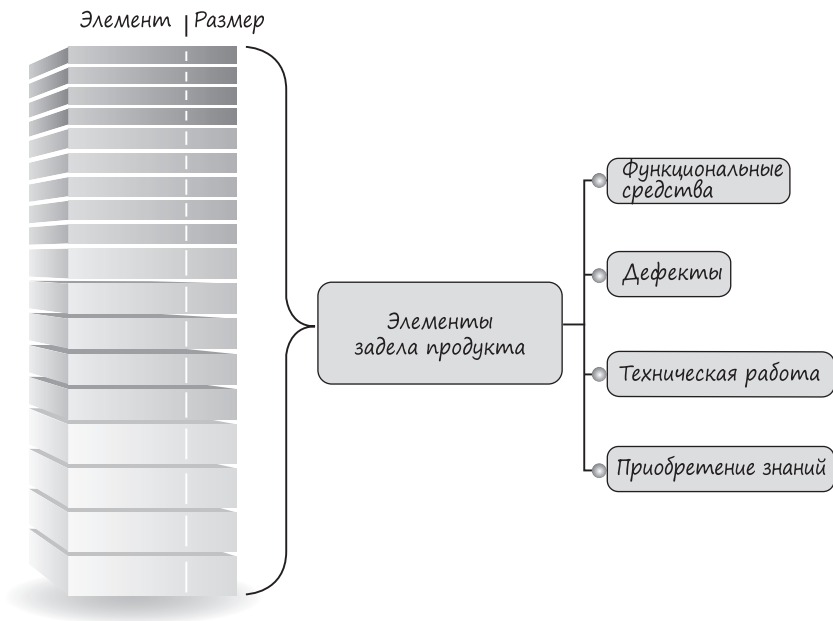 Элемент | Размер
Функциональные
средства
Дефекты
Элементы
задела продукта
Техническая работа
Приобретение знаний